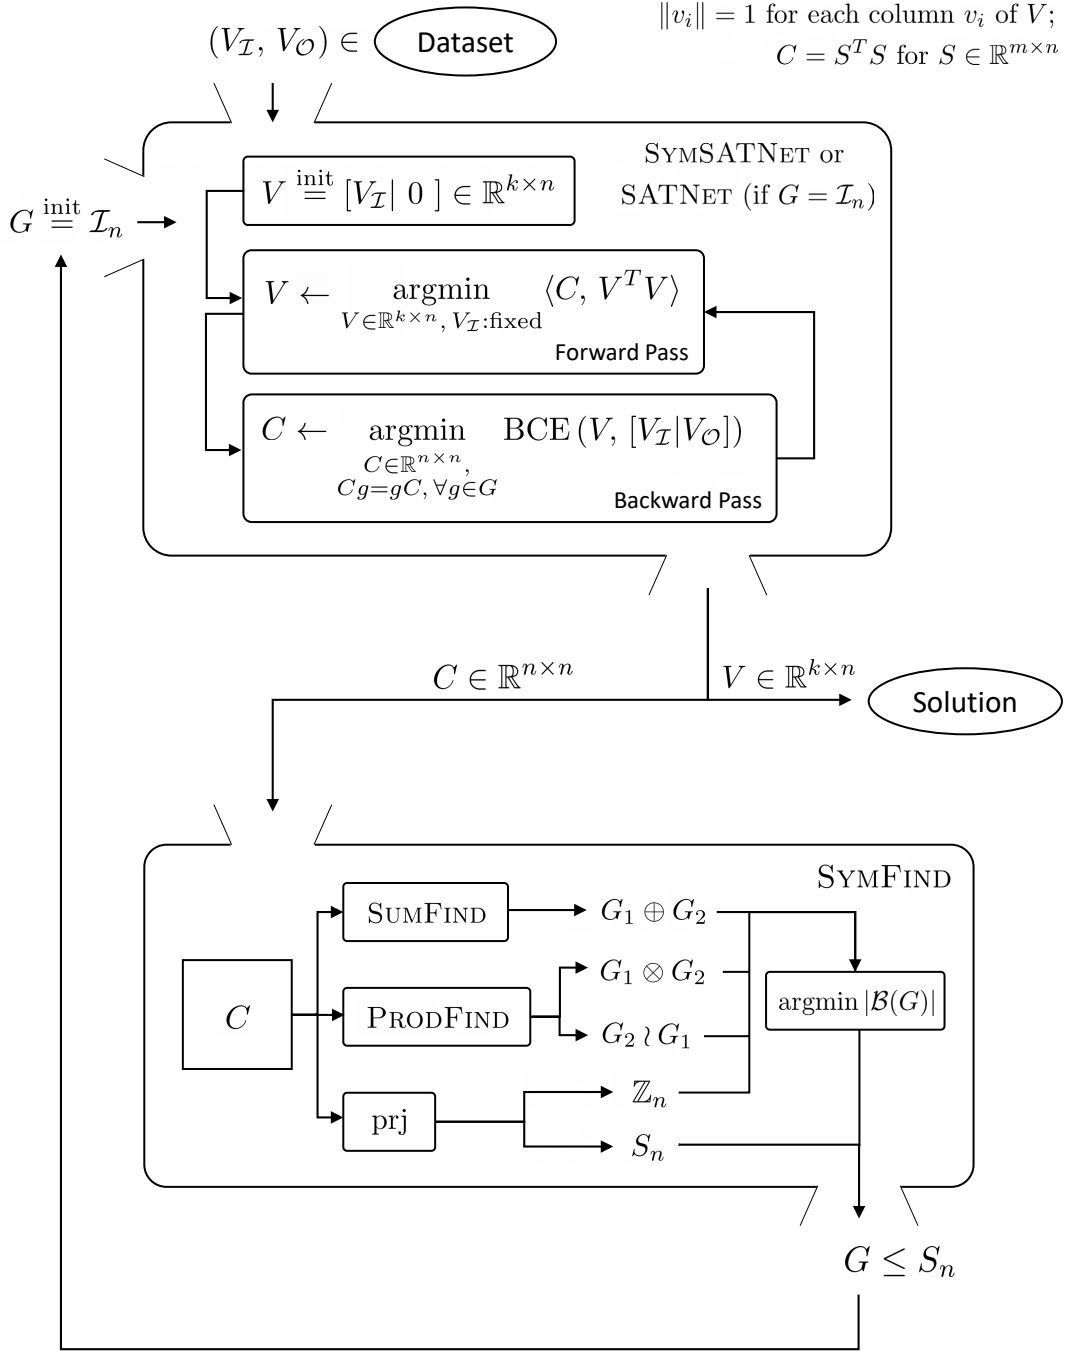 (V_ℐ, V_𝒪) ∈ Dataset
‖v_i‖ = 1 for each column v_i of V;
C = S^T S for S ∈ ℝ^{m×n}
SymSATNet or
SATNet (if G = ℐ_n)
G =^{init} ℐ_n
V =^{init} [V_ℐ| 0 ] ∈ ℝ^{k×n}
V ← argmin ⟨C, V^T V⟩
V∈ℝ^{k×n}, V_ℐ:fixed
Forward Pass
C ← argmin BCE (V, [V_ℐ|V_𝒪])
C∈ℝ^{n×n},
Cg=gC, ∀g∈G
Backward Pass
C ∈ ℝ^{n×n}
V ∈ ℝ^{k×n}
Solution
SymFind
C
SumFind
G_1 ⊕ G_2
ProdFind
G_1 ⊗ G_2
G_2 ≀ G_1
argmin |ℬ(G)|
prj
ℤ_n
S_n
G ≤ S_n